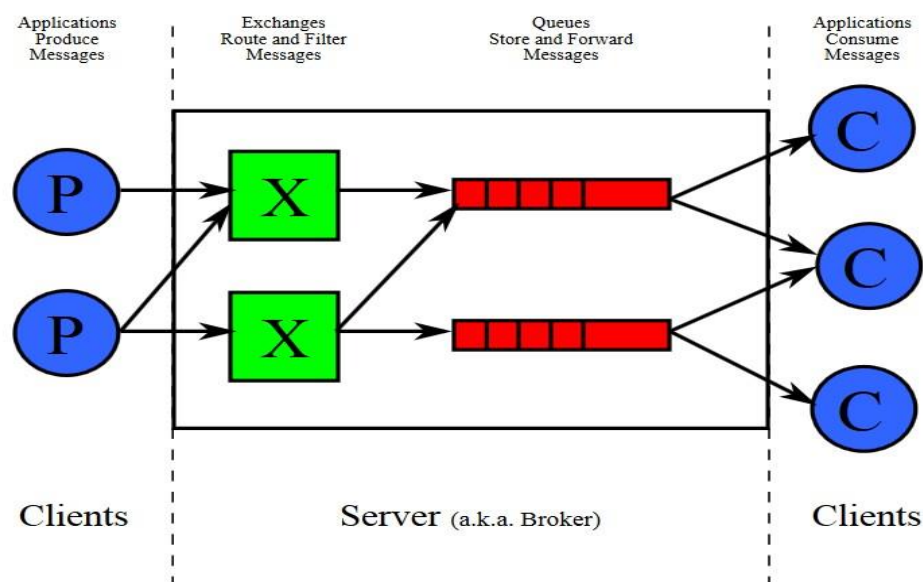 Applications
Produce
Messages
Exchanges
Route and Filter
Messages
Queues
Store and Forward
Messages
Applications
Consume
Messages
P
X
C
P
X
C
C
Clients
Server (a.k.a. Broker)
Clients